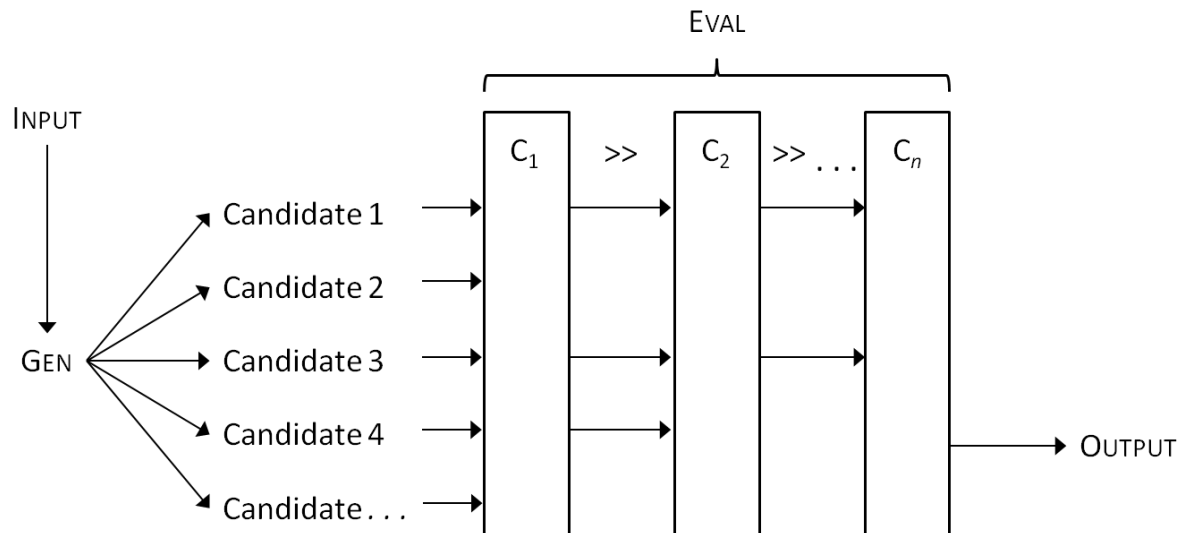 EVAL
INPUT
C1 >> C2 >> . . . Cn
Candidate 1
Candidate 2
GEN
Candidate 3
Candidate 4
OUTPUT
Candidate . . .